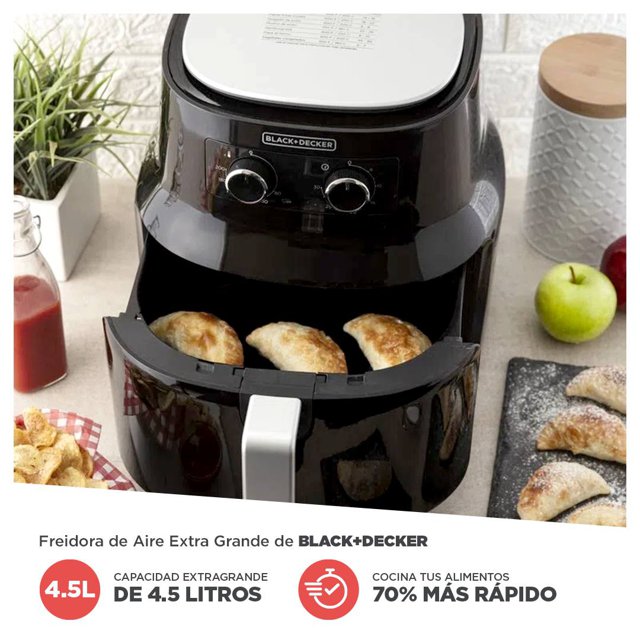 BLACK+DECKER
Freidora de Aire Extra Grande de BLACK+DECKER
4.5L
CAPACIDAD EXTRAGRANDE
DE 4.5 LITROS
COCINA TUS ALIMENTOS
70% MÁS RÁPIDO